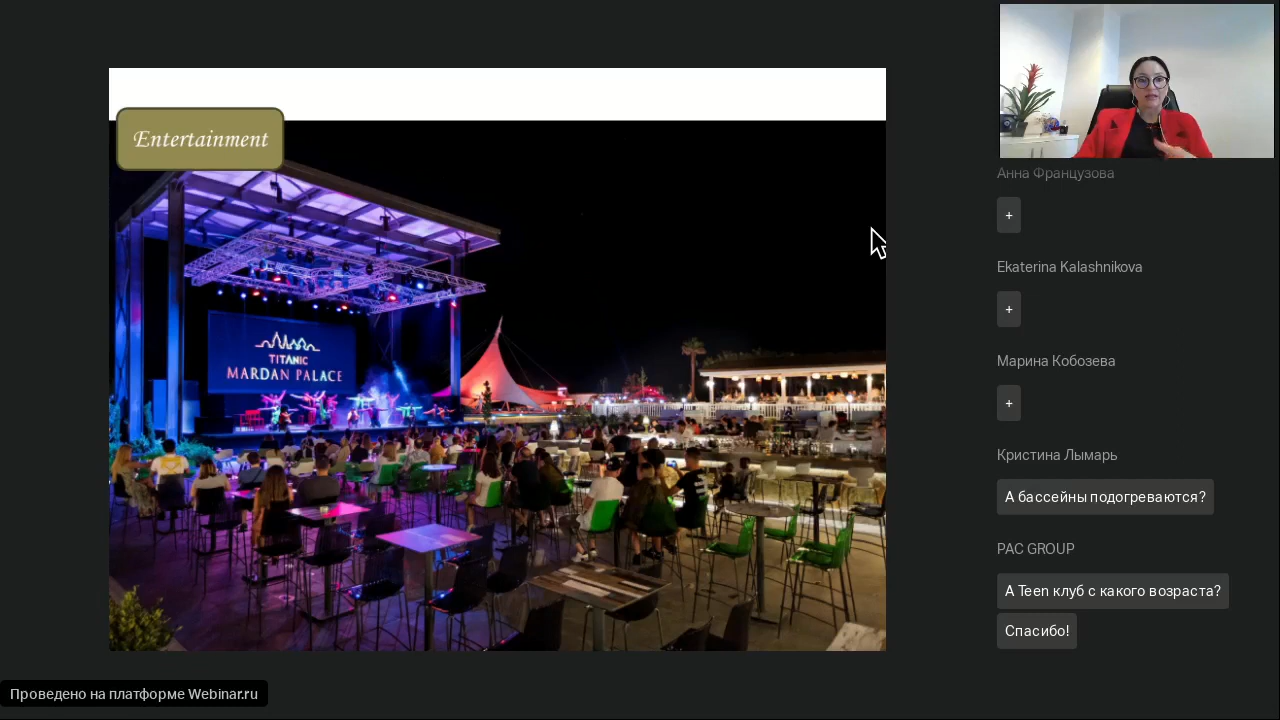 Entertainment
TITANIC
MARDAN PALACE
Анна Французова
+
Ekaterina Kalashnikova
+
Марина Кобозева
+
Кристина Лымарь
А бассейны подогреваются?
PAC GROUP
А Teen клуб с какого возраста?
Спасибо!
Проведено на платформе Webinar.ru